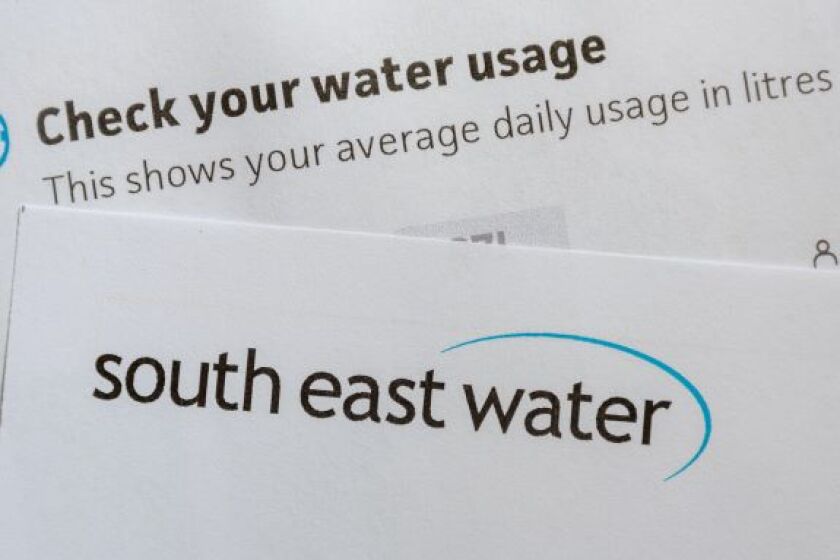 Check your water usage
This shows your average daily usage in litres
south east water